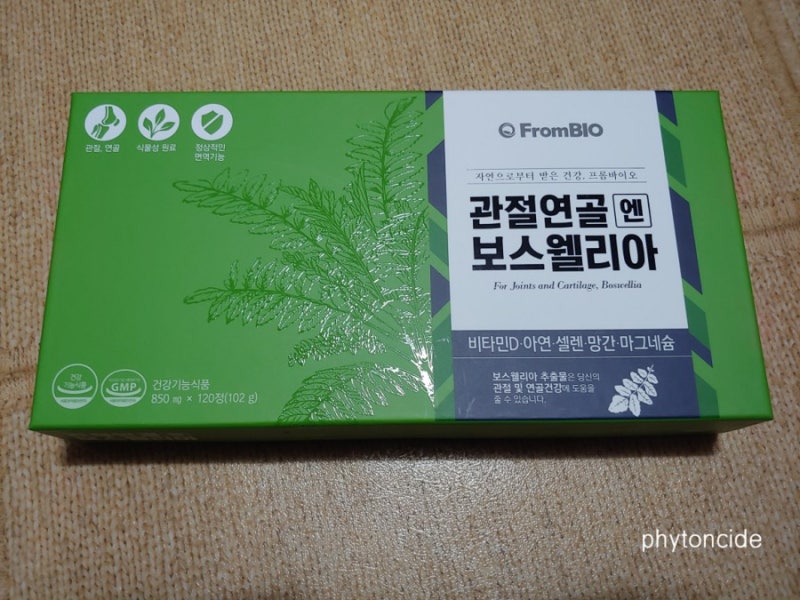 관절, 연골
식물성 원료
정상적인
면역기능
FromBIO
자연으로부터 받은 건강, 프롬바이오
관절연골 엔
보스웰리아
For Joints and Cartilage, Boswellia
비타민D·아연·셀렌·망간·마그네슘
보스웰리아 추출물은 당신의
관절 및 연골건강에 도움을
줄 수 있습니다.
건강
기능식품
GMP
건강기능식품
850 mg × 120정(102 g)
phytoncide